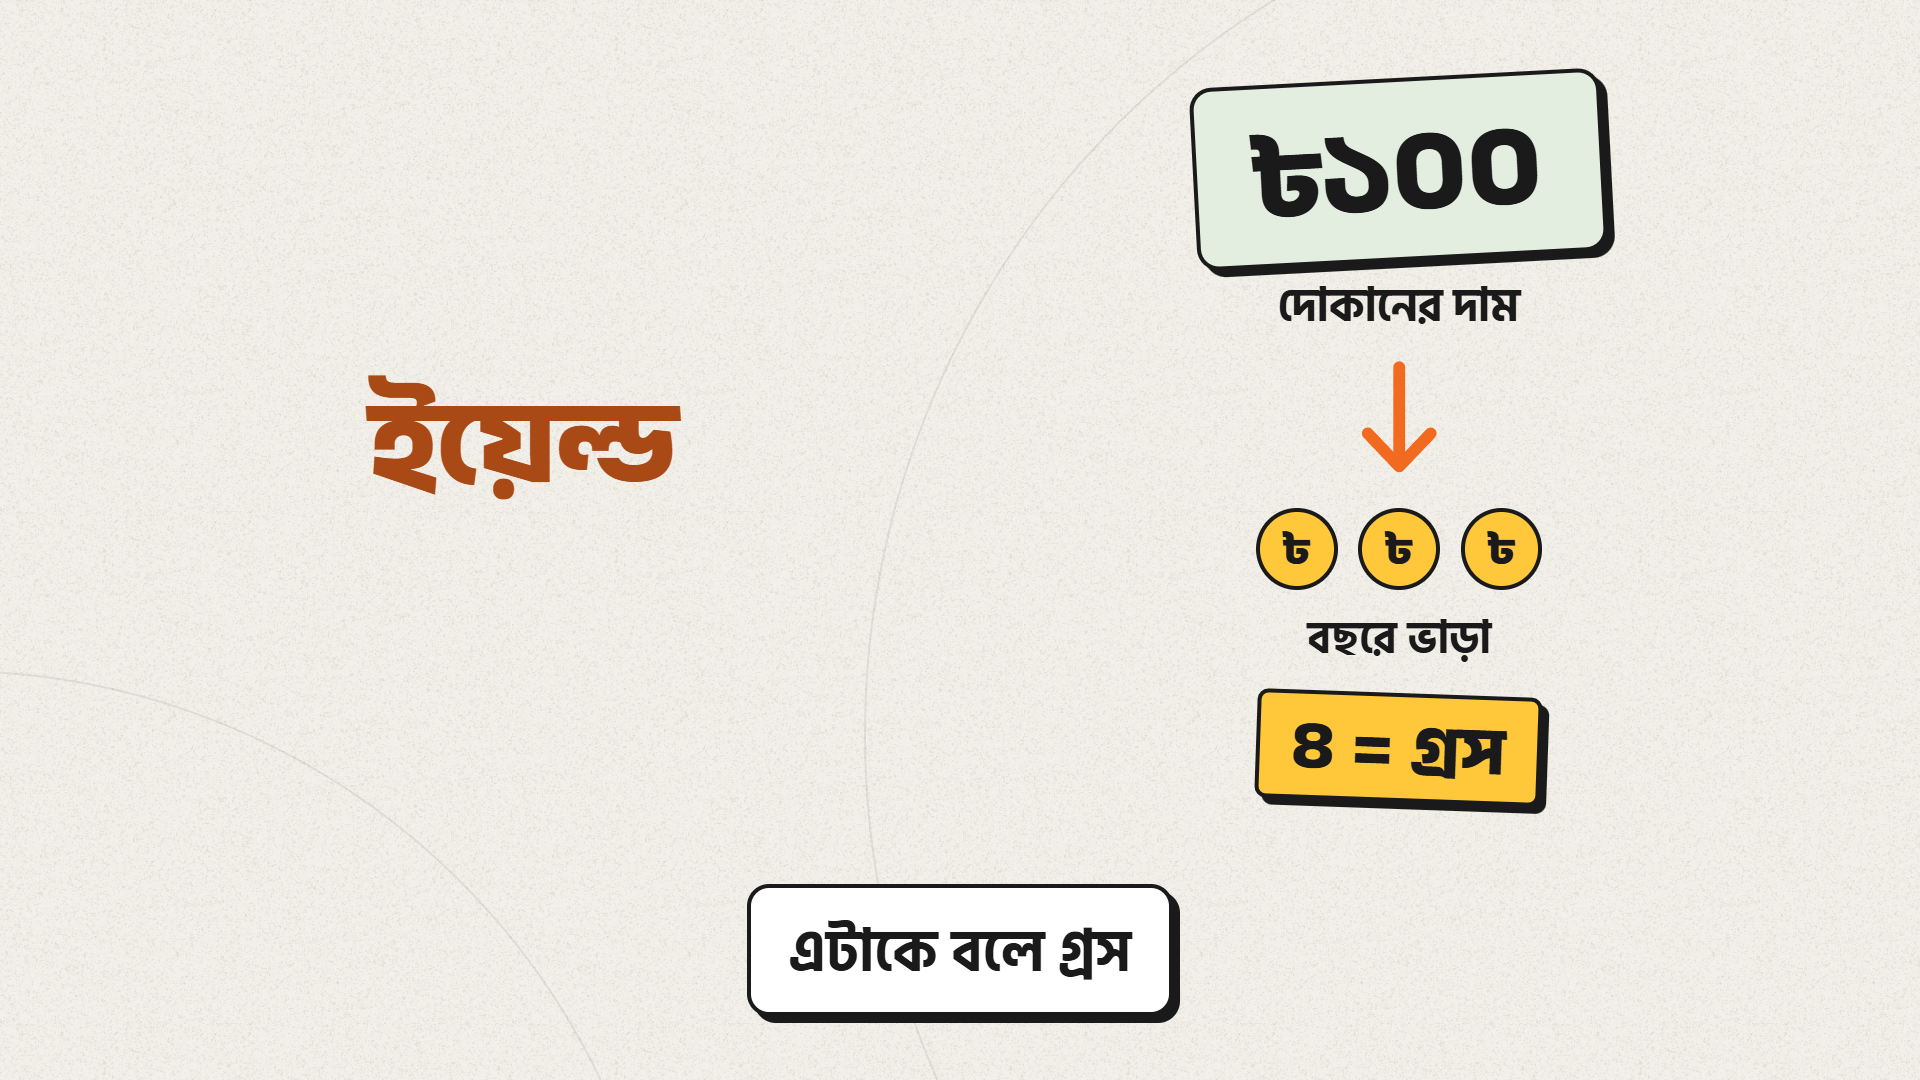 ইয়েল্ড
৳১০০
দোকানের দাম
৳ ৳ ৳
বছরে ভাড়া
৪ = গ্রস
এটাকে বলে গ্রস